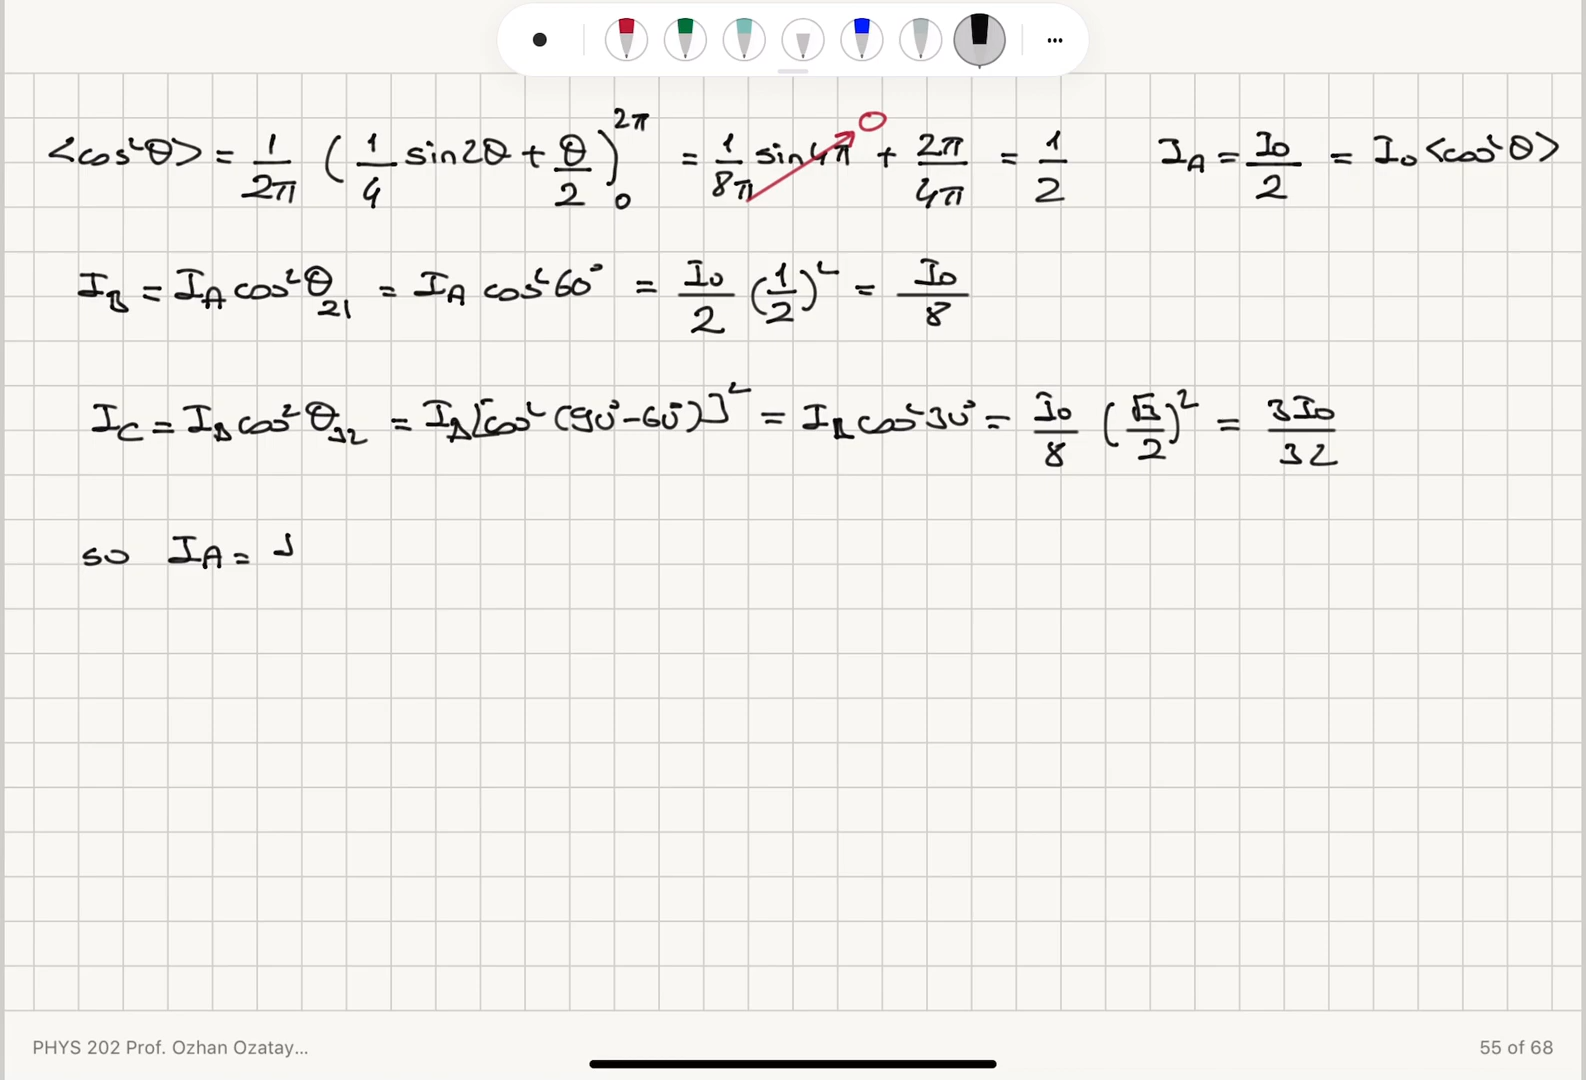 <cos²θ> = 1/2π (1/4 sin2θ + θ/2)₀^2π = 1/8π sin4π → 0 + 2π/4π = 1/2 I_A = I₀/2 = I₀<cos²θ>
I_B = I_A cos²θ₂₁ = I_A cos²60° = I₀/2 (1/2)² = I₀/8
I_C = I_B cos²θ₃₂ = I_B[cos²(90°-60°)]² = I_B cos²30° = I₀/8 (√3/2)² = 3I₀/32
so I_A =
PHYS 202 Prof. Ozhan Ozatay...
55 of 68